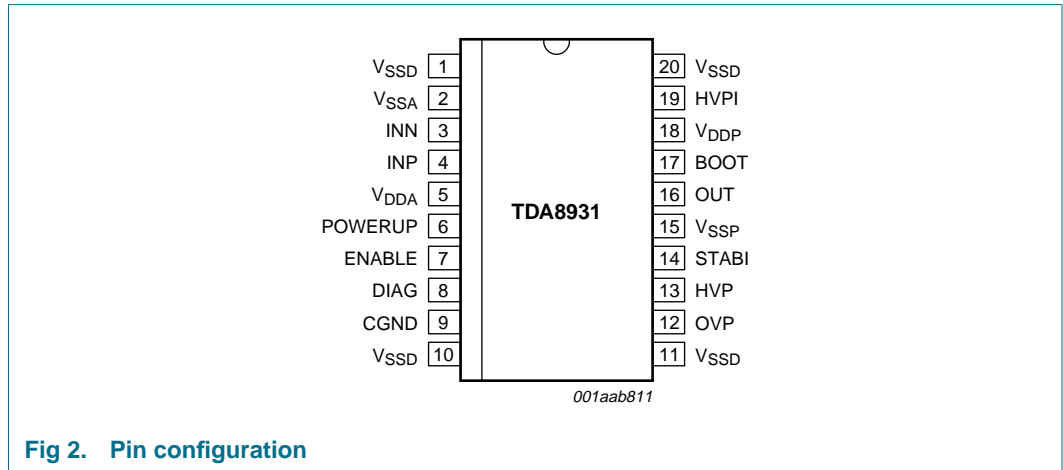 VSSD 1
VSSA 2
INN 3
INP 4
VDDA 5
POWERUP 6
ENABLE 7
DIAG 8
CGND 9
VSSD 10
TDA8931
20 VSSD
19 HVPI
18 VDDP
17 BOOT
16 OUT
15 VSSP
14 STABI
13 HVP
12 OVP
11 VSSD
001aab811
Fig 2. Pin configuration